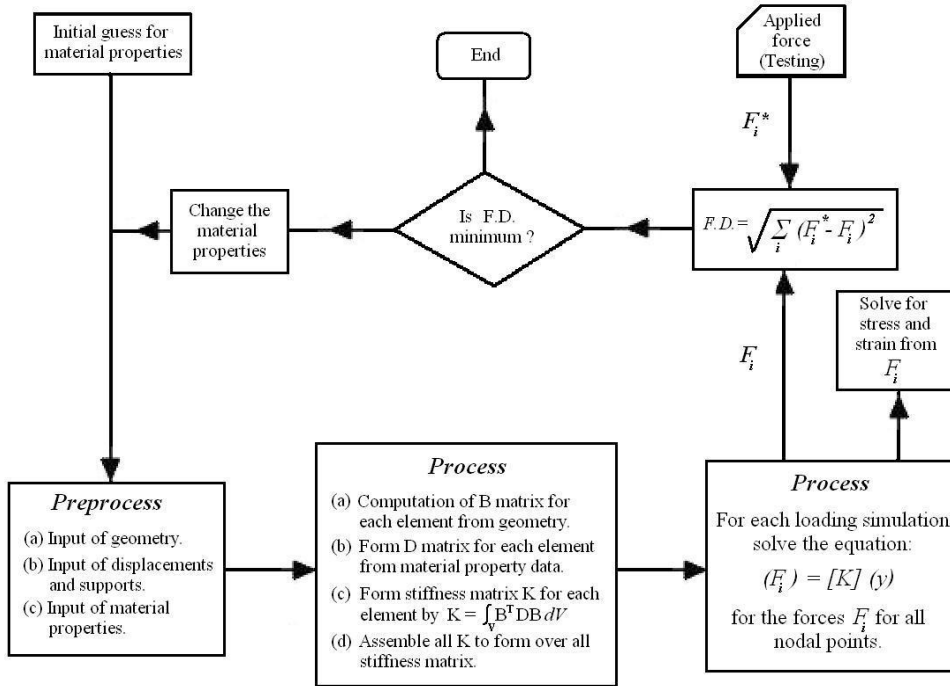 Initial guess for
material properties
End
Applied
force
(Testing)
F_i^*
Change the
material
properties
Is F.D.
minimum ?
F.D.= √∑_i (F_i^* - F_i)^2
Solve for
stress and
strain from
F_i
F_i
Preprocess
(a) Input of geometry.
(b) Input of displacements
and supports.
(c) Input of material
properties.
Process
(a) Computation of B matrix for
each element from geometry.
(b) Form D matrix for each element
from material property data.
(c) Form stiffness matrix K for each
element by K = ∫_V B^T DB dV
(d) Assemble all K to form over all
stiffness matrix.
Process
For each loading simulation
solve the equation:
(F_i) = [K] (y)
for the forces F_i for all
nodal points.